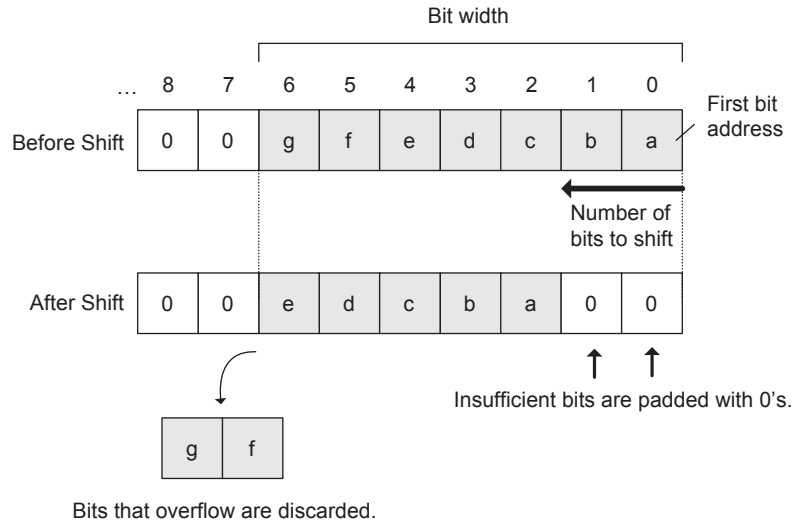 Bit width
... 8 7 6 5 4 3 2 1 0
First bit
address
Before Shift 0 0 g f e d c b a
Number of
bits to shift
After Shift 0 0 e d c b a 0 0
Insufficient bits are padded with 0's.
g f
Bits that overflow are discarded.